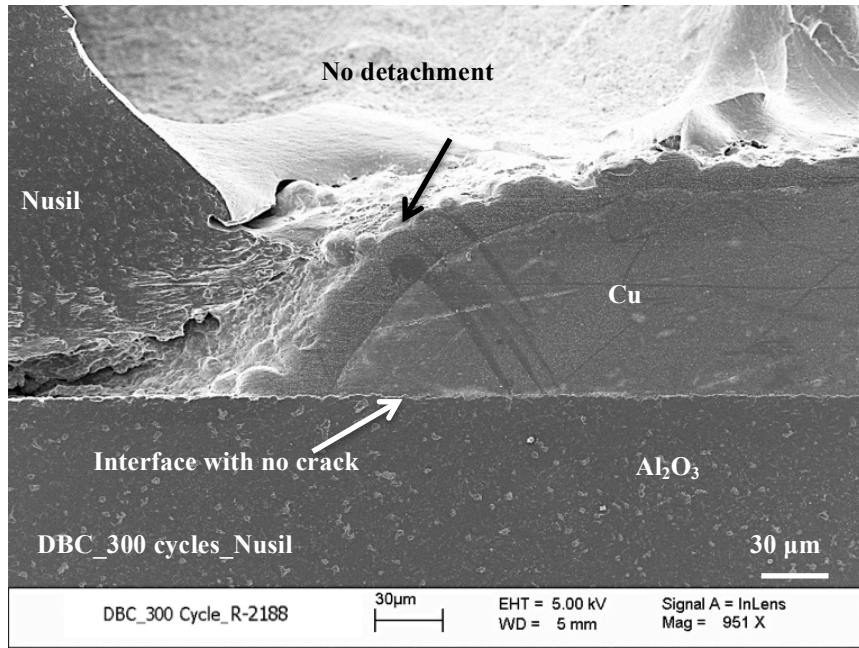 No detachment
Nusil
Cu
Interface with no crack
Al₂O₃
DBC_300 cycles_Nusil
30 µm
DBC_300 Cycle_R-2188
30µm
EHT = 5.00 kV
WD = 5 mm
Signal A = InLens
Mag = 951 X